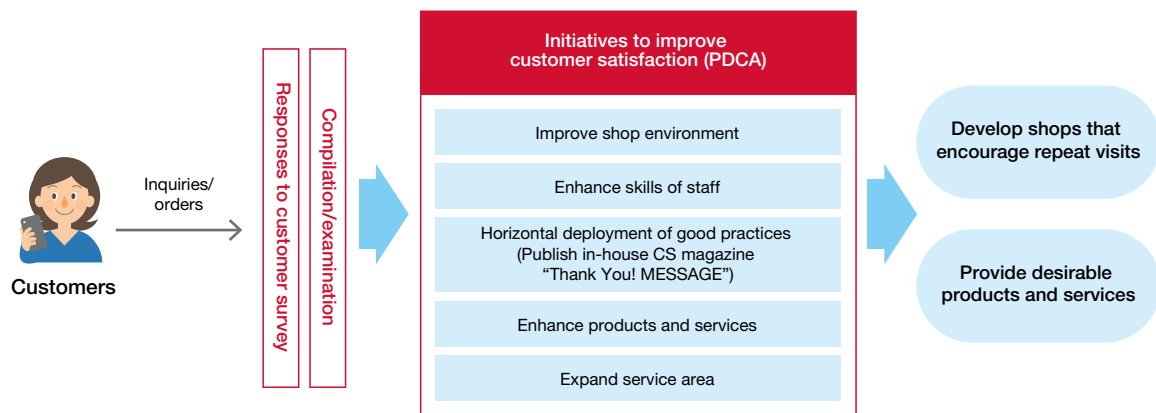 Customers
Inquiries/
orders
Responses to customer survey
Compilation/examination
Initiatives to improve
customer satisfaction (PDCA)
Improve shop environment
Enhance skills of staff
Horizontal deployment of good practices
(Publish in-house CS magazine
“Thank You! MESSAGE”)
Enhance products and services
Expand service area
Develop shops that
encourage repeat visits
Provide desirable
products and services